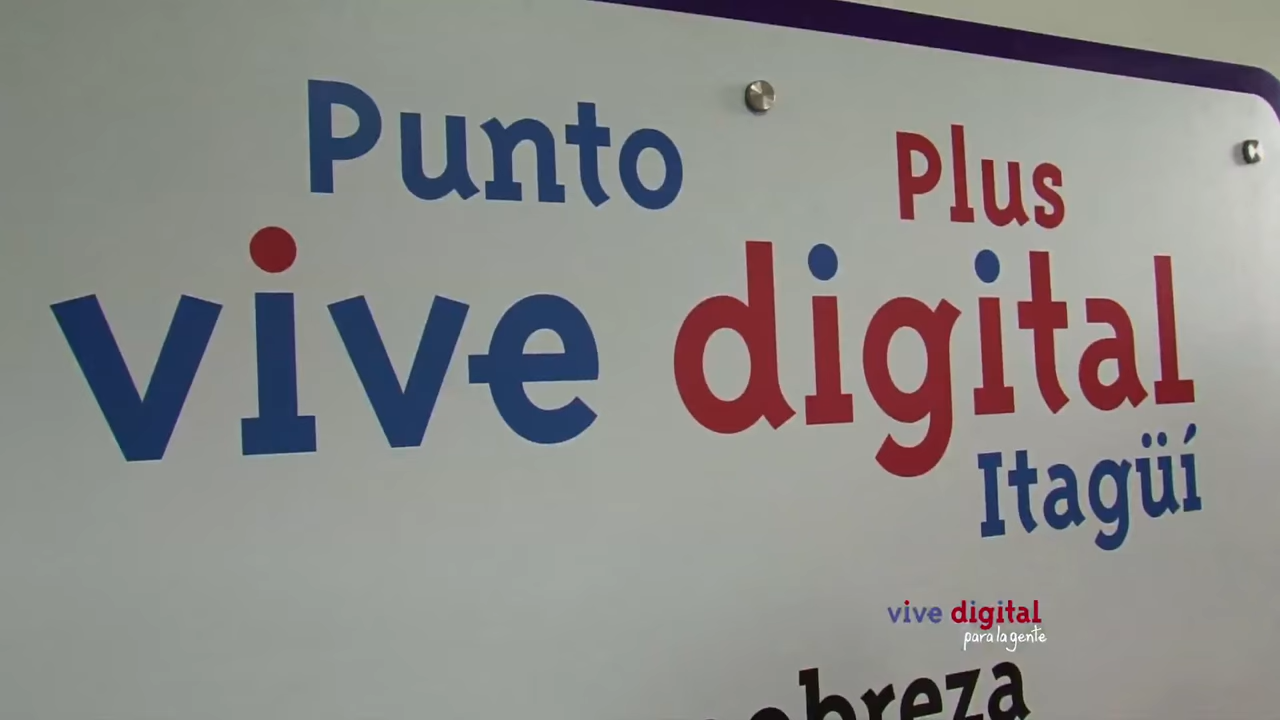 Punto Plus
vive digital
Itagüí
vive digital
para la gente